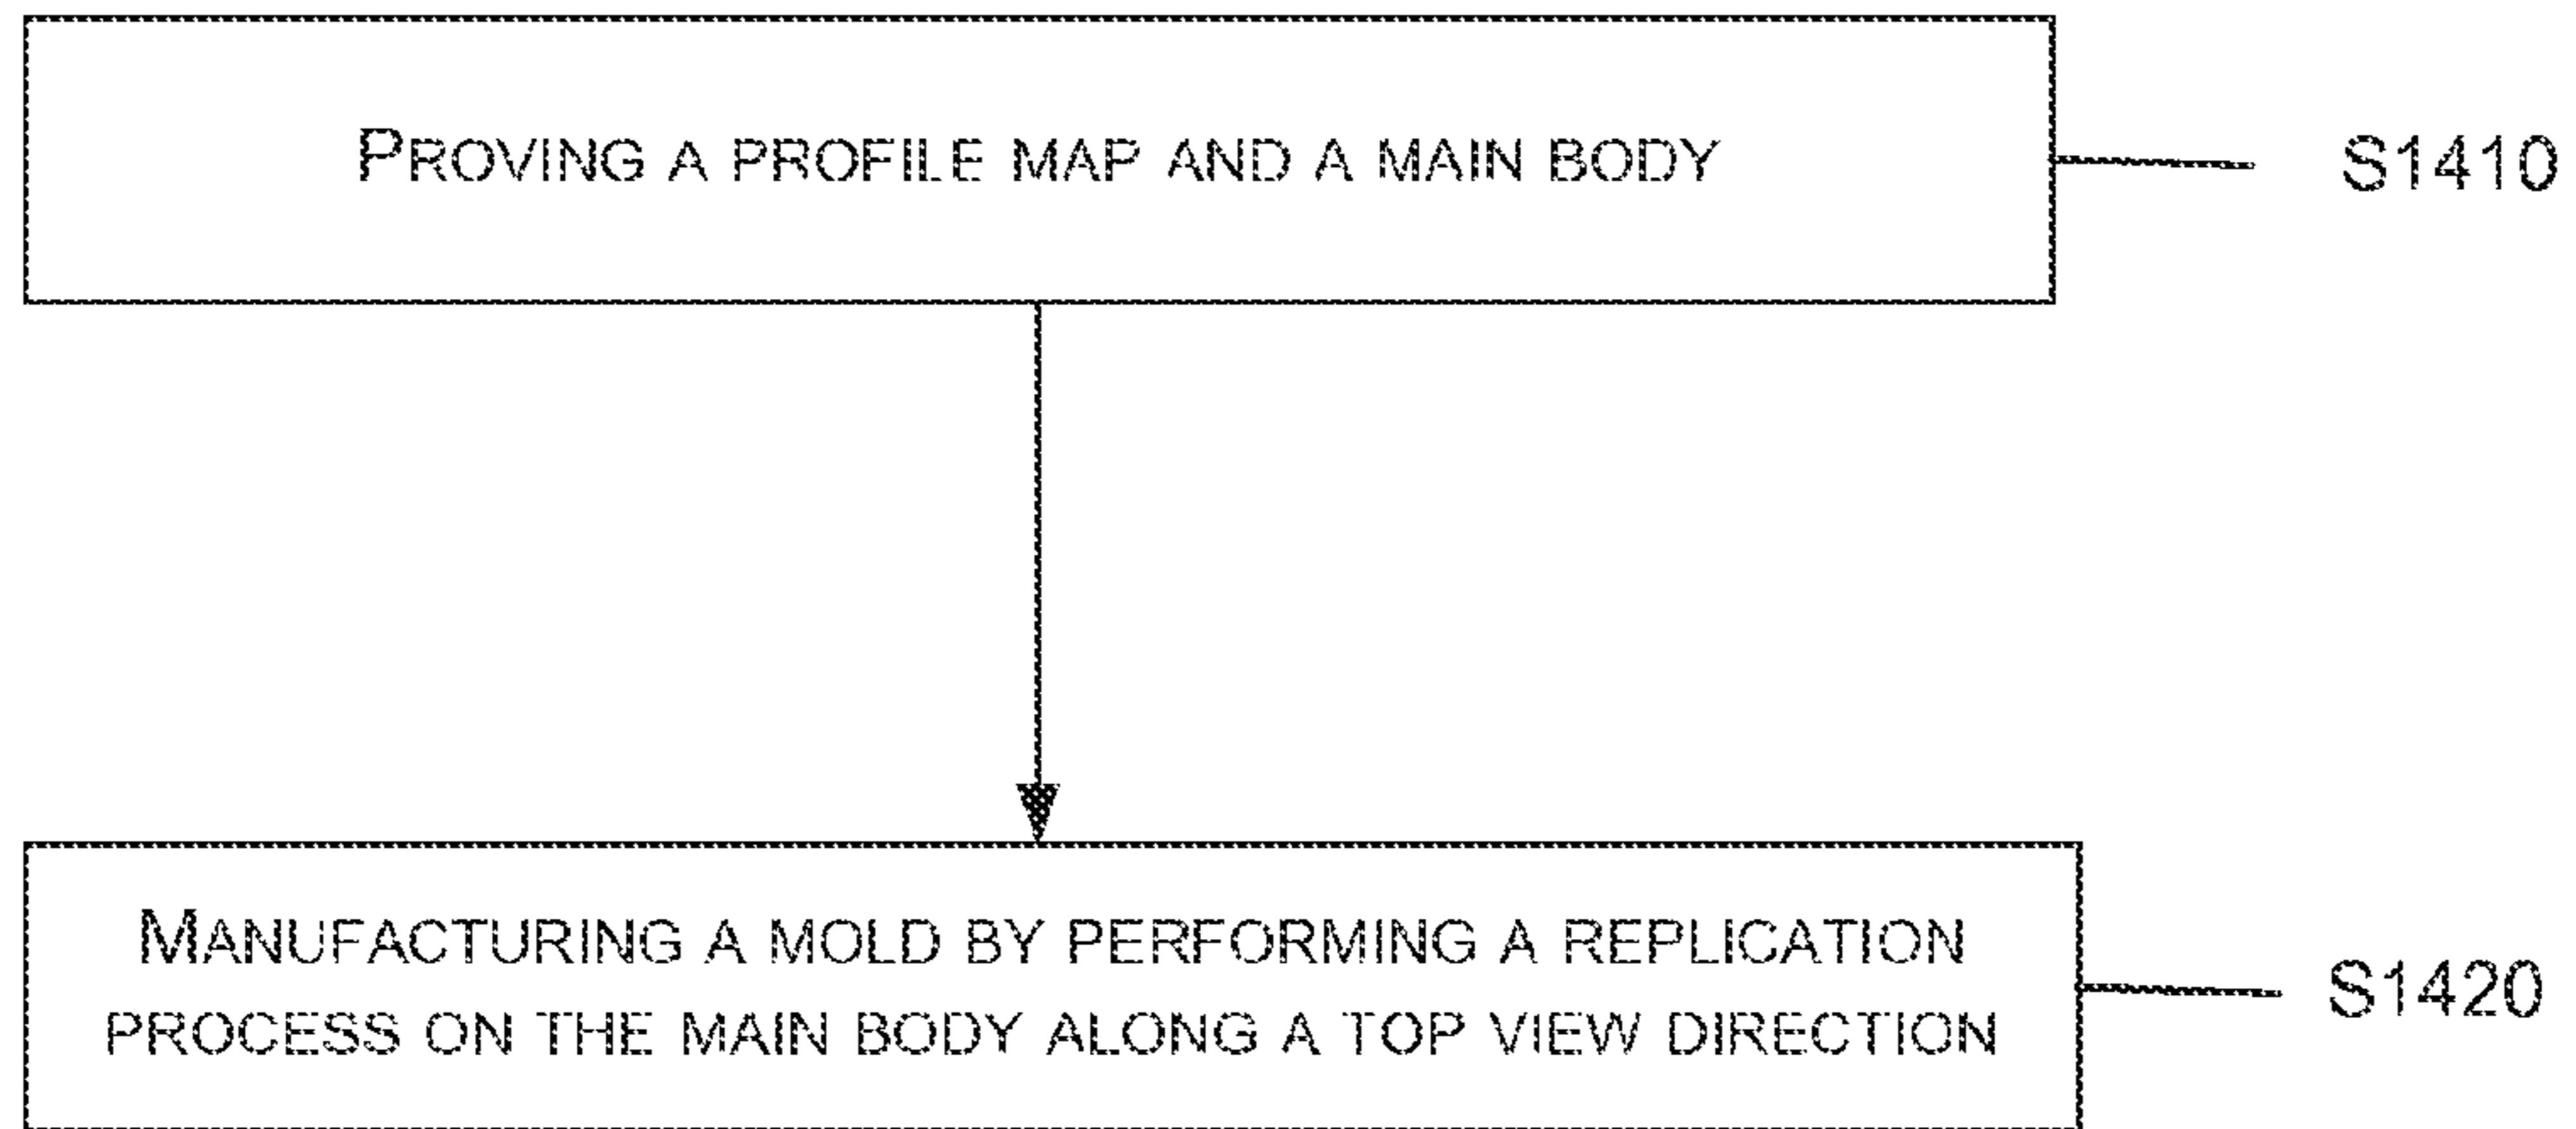 PROVING A PROFILE MAP AND A MAIN BODY
S1410
MANUFACTURING A MOLD BY PERFORMING A REPLICATION
PROCESS ON THE MAIN BODY ALONG A TOP VIEW DIRECTION
S1420